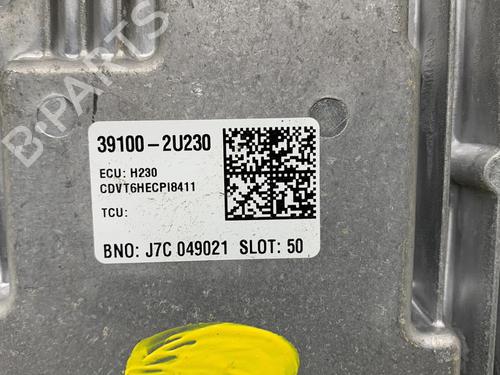 B-PARTS
39100-2U230
ECU: H230
CDVT6HECPI8411
TCU:
BNO: J7C 049021 SLOT: 50